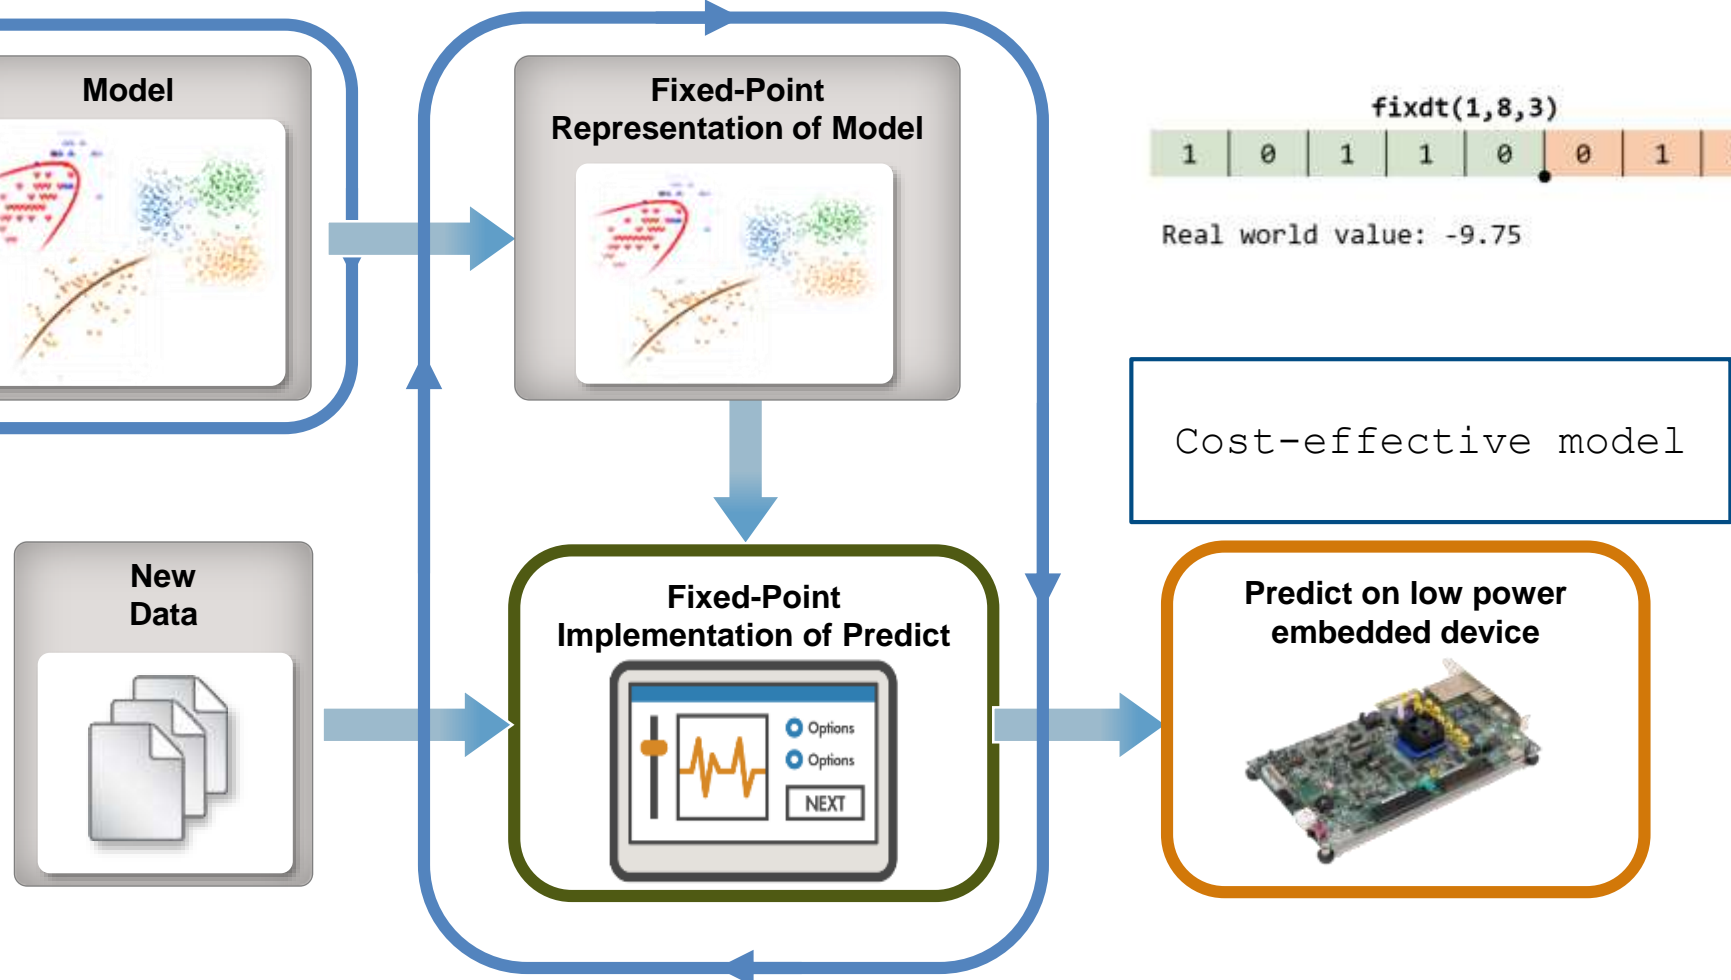 Model
Fixed-Point
Representation of Model
fixdt(1,8,3)
1 0 1 1 0 0 1
Real world value: -9.75
Cost-effective model
New
Data
Fixed-Point
Implementation of Predict
Options
Options
NEXT
Predict on low power
embedded device